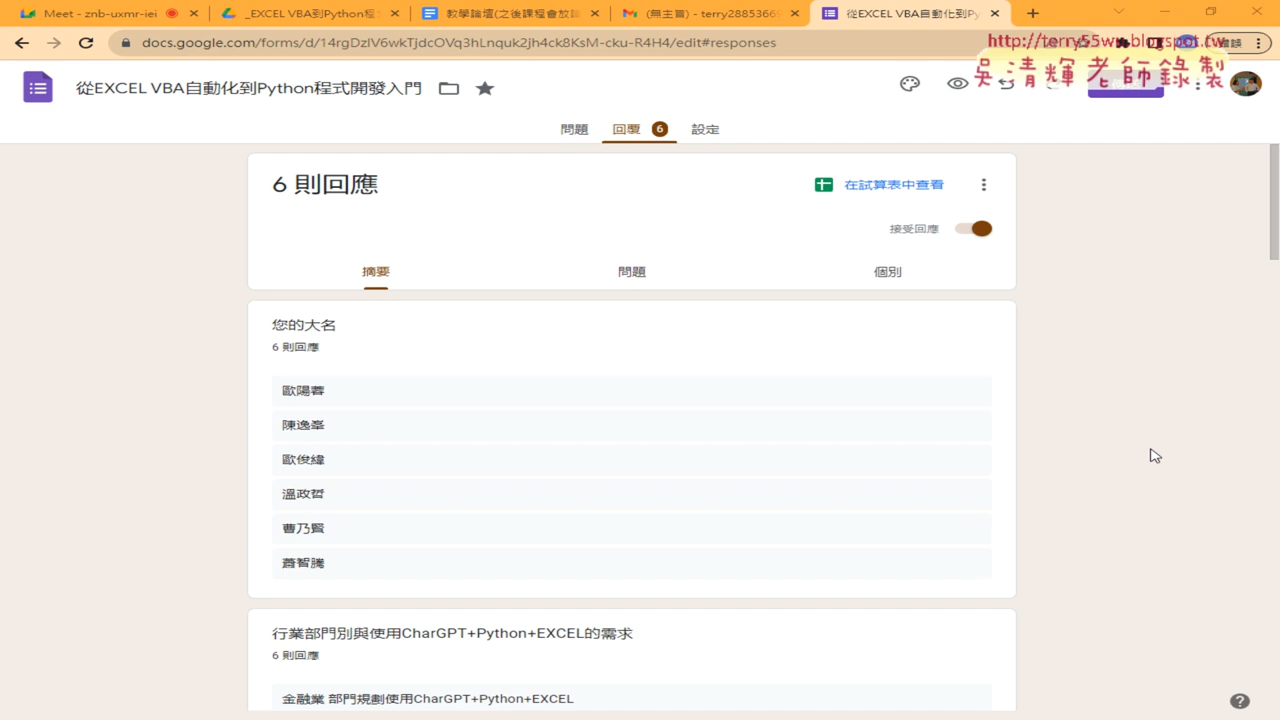 Meet - znb-uxmr-iei
_EXCEL VBA到Python程
教學論壇(之後課程會放
(無主旨) - terry2885366
從EXCEL VBA自動化到Py
docs.google.com/forms/d/14rgDzIV6wkTjdcOVq3hLnquk2jh4ck8KsM-cku-R4H4/edit#responses
http://terry55wu.blogspot.tw
吳清輝老師錄製
從EXCEL VBA自動化到Python程式開發入門
問題
回覆 6
設定
6 則回應
在試算表中查看
接受回應
摘要
問題
個別
您的大名
6 則回應
歐陽蓉
陳逸峯
歐俊緯
溫政哲
曹乃賢
蕭智騰
行業部門別與使用CharGPT+Python+EXCEL的需求
6 則回應
金融業 部門規劃使用CharGPT+Python+EXCEL